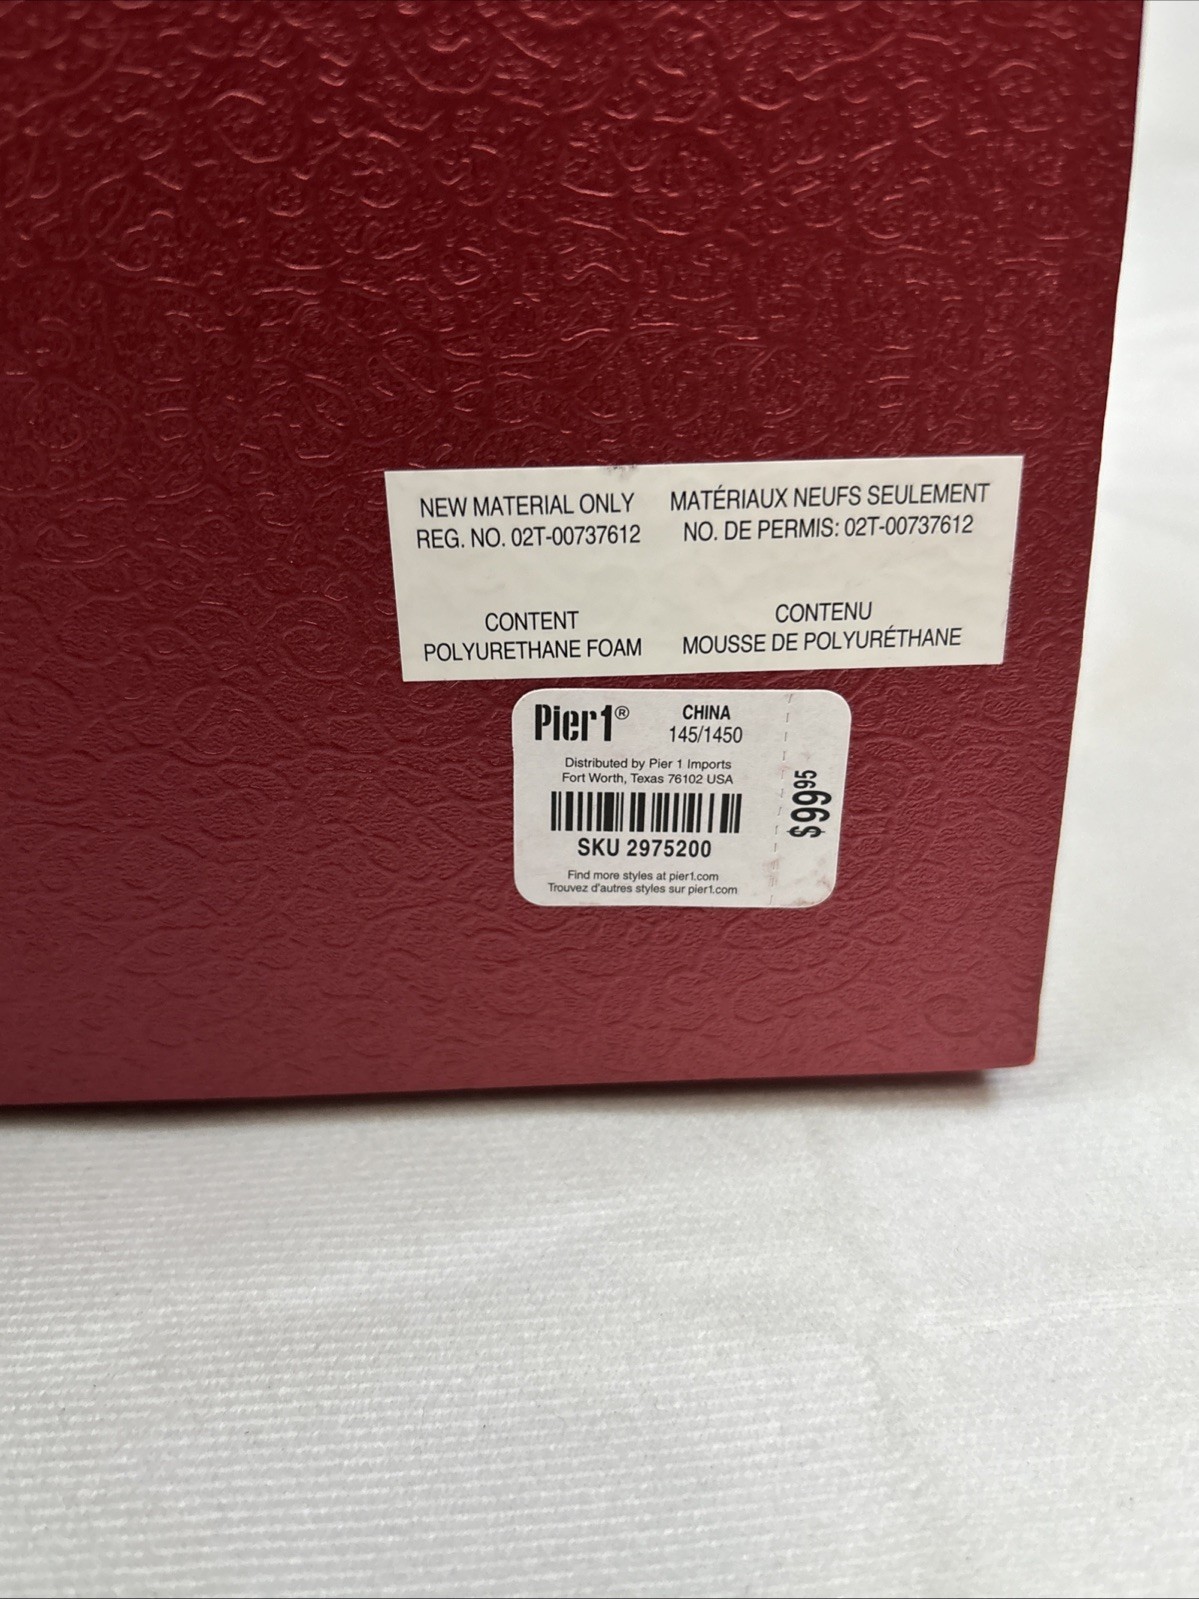 NEW MATERIAL ONLY
REG. NO. 02T-00737612
CONTENT
POLYURETHANE FOAM
MATÉRIAUX NEUFS SEULEMENT
NO. DE PERMIS: 02T-00737612
CONTENU
MOUSSE DE POLYURÉTHANE
Pier1®
CHINA
145/1450
Distributed by Pier 1 Imports
Fort Worth, Texas 76102 USA
SKU 2975200
Find more styles at pier1.com
Trouvez d'autres styles sur pier1.com
$9995